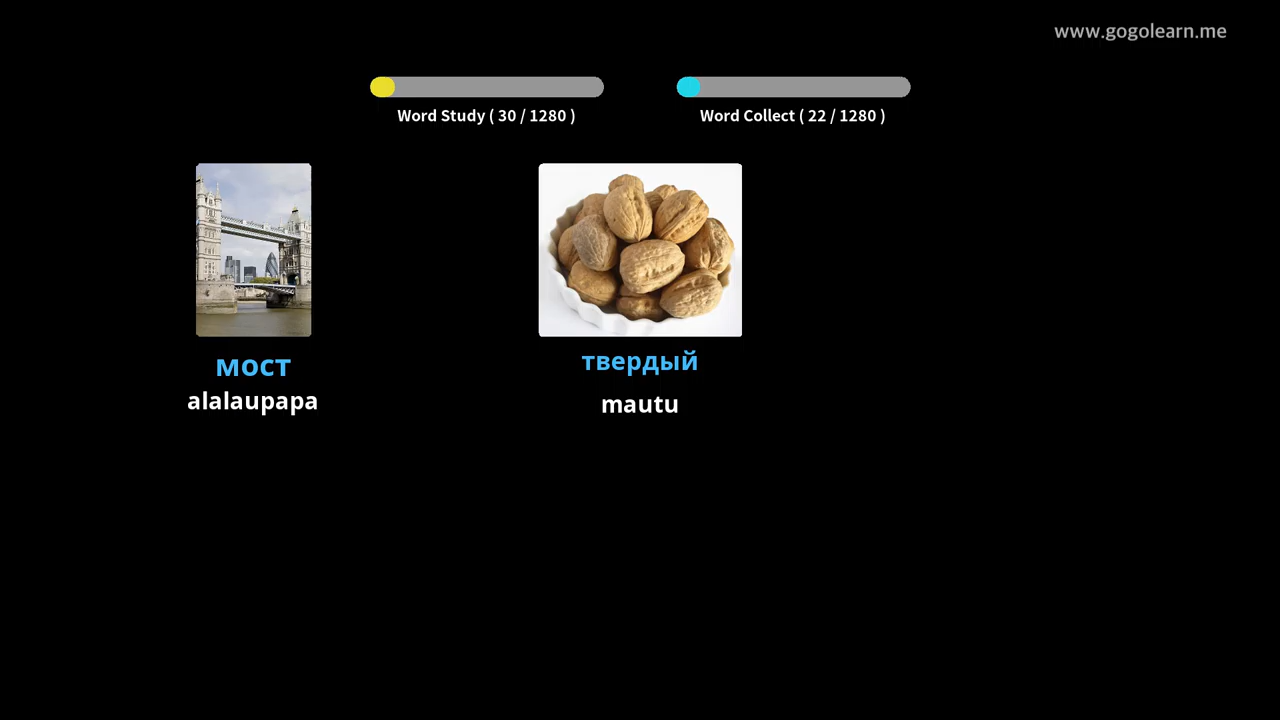 www.gogolearn.me
Word Study ( 30 / 1280 )
Word Collect ( 22 / 1280 )
мост
alalaupapa
твердый
mautu